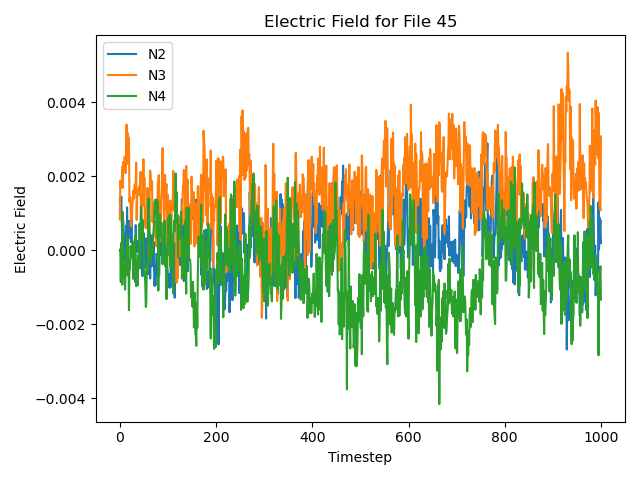 Electric Field for File 45
N2
N3
N4
Electric Field
0.004
0.002
0.000
−0.002
−0.004
0 200 400 600 800 1000
Timestep